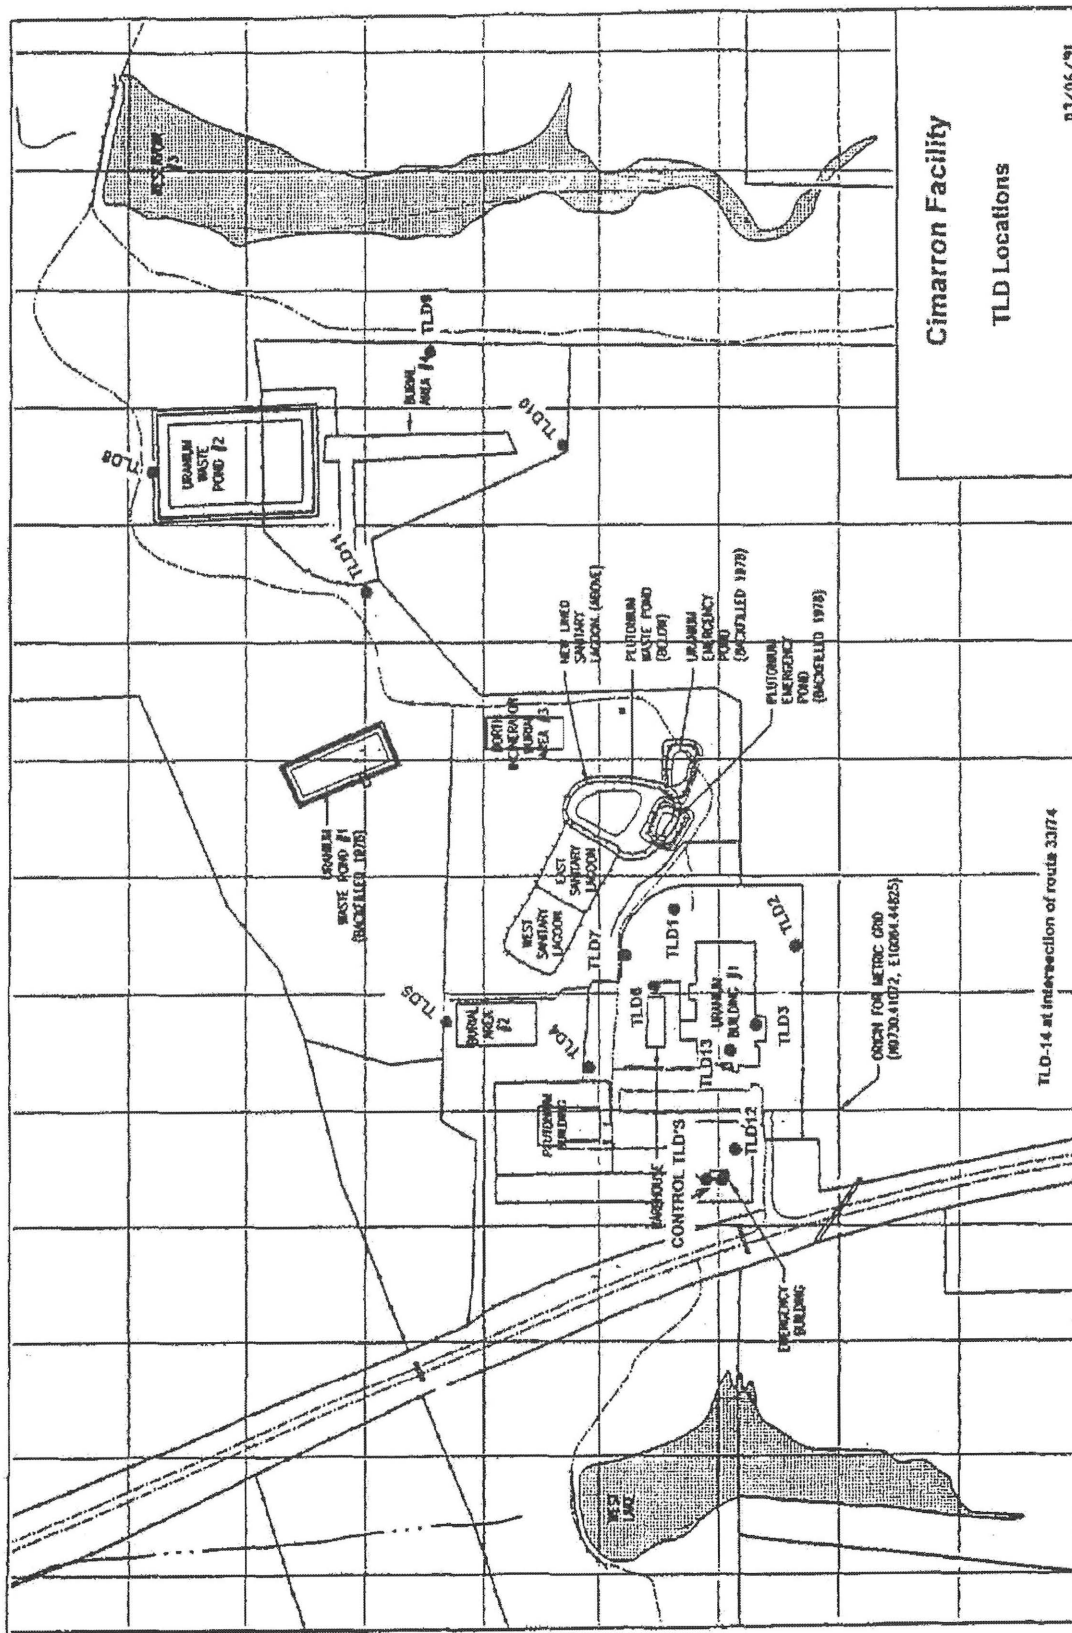 RESERVOIR
#3
TLD8
URANIUM
WASTE
POND #2
BURIAL
AREA #4
TLD9
TLD10
TLD11
URANIUM
WASTE POND #1
(BACKFILLED 1978)
NORTH
INCINERATOR
BURIAL
AREA #3
NEW LINED
SANITARY
LAGOON (ABOVE)
PLUTONIUM
WASTE POND
(BELOW)
URANIUM
EMERGENCY
POND
(BACKFILLED 1978)
PLUTONIUM
EMERGENCY
POND
(BACKFILLED 1978)
EAST
SANITARY
LAGOON
WEST
SANITARY
LAGOON
TLD7
TLD1
TLD2
TLD5
BURIAL
AREA
#2
TLD4
TLD6
URANIUM
BUILDING #1
TLD3
TLD13
PLUTONIUM
BUILDING
WAREHOUSE
CONTROL TLD'S
TLD12
EMERGENCY
BUILDING
WEST
LAKE
ORIGIN FOR METRIC GRID
TLD-14 at intersection of route 33/74
Cimarron Facility
TLD Locations